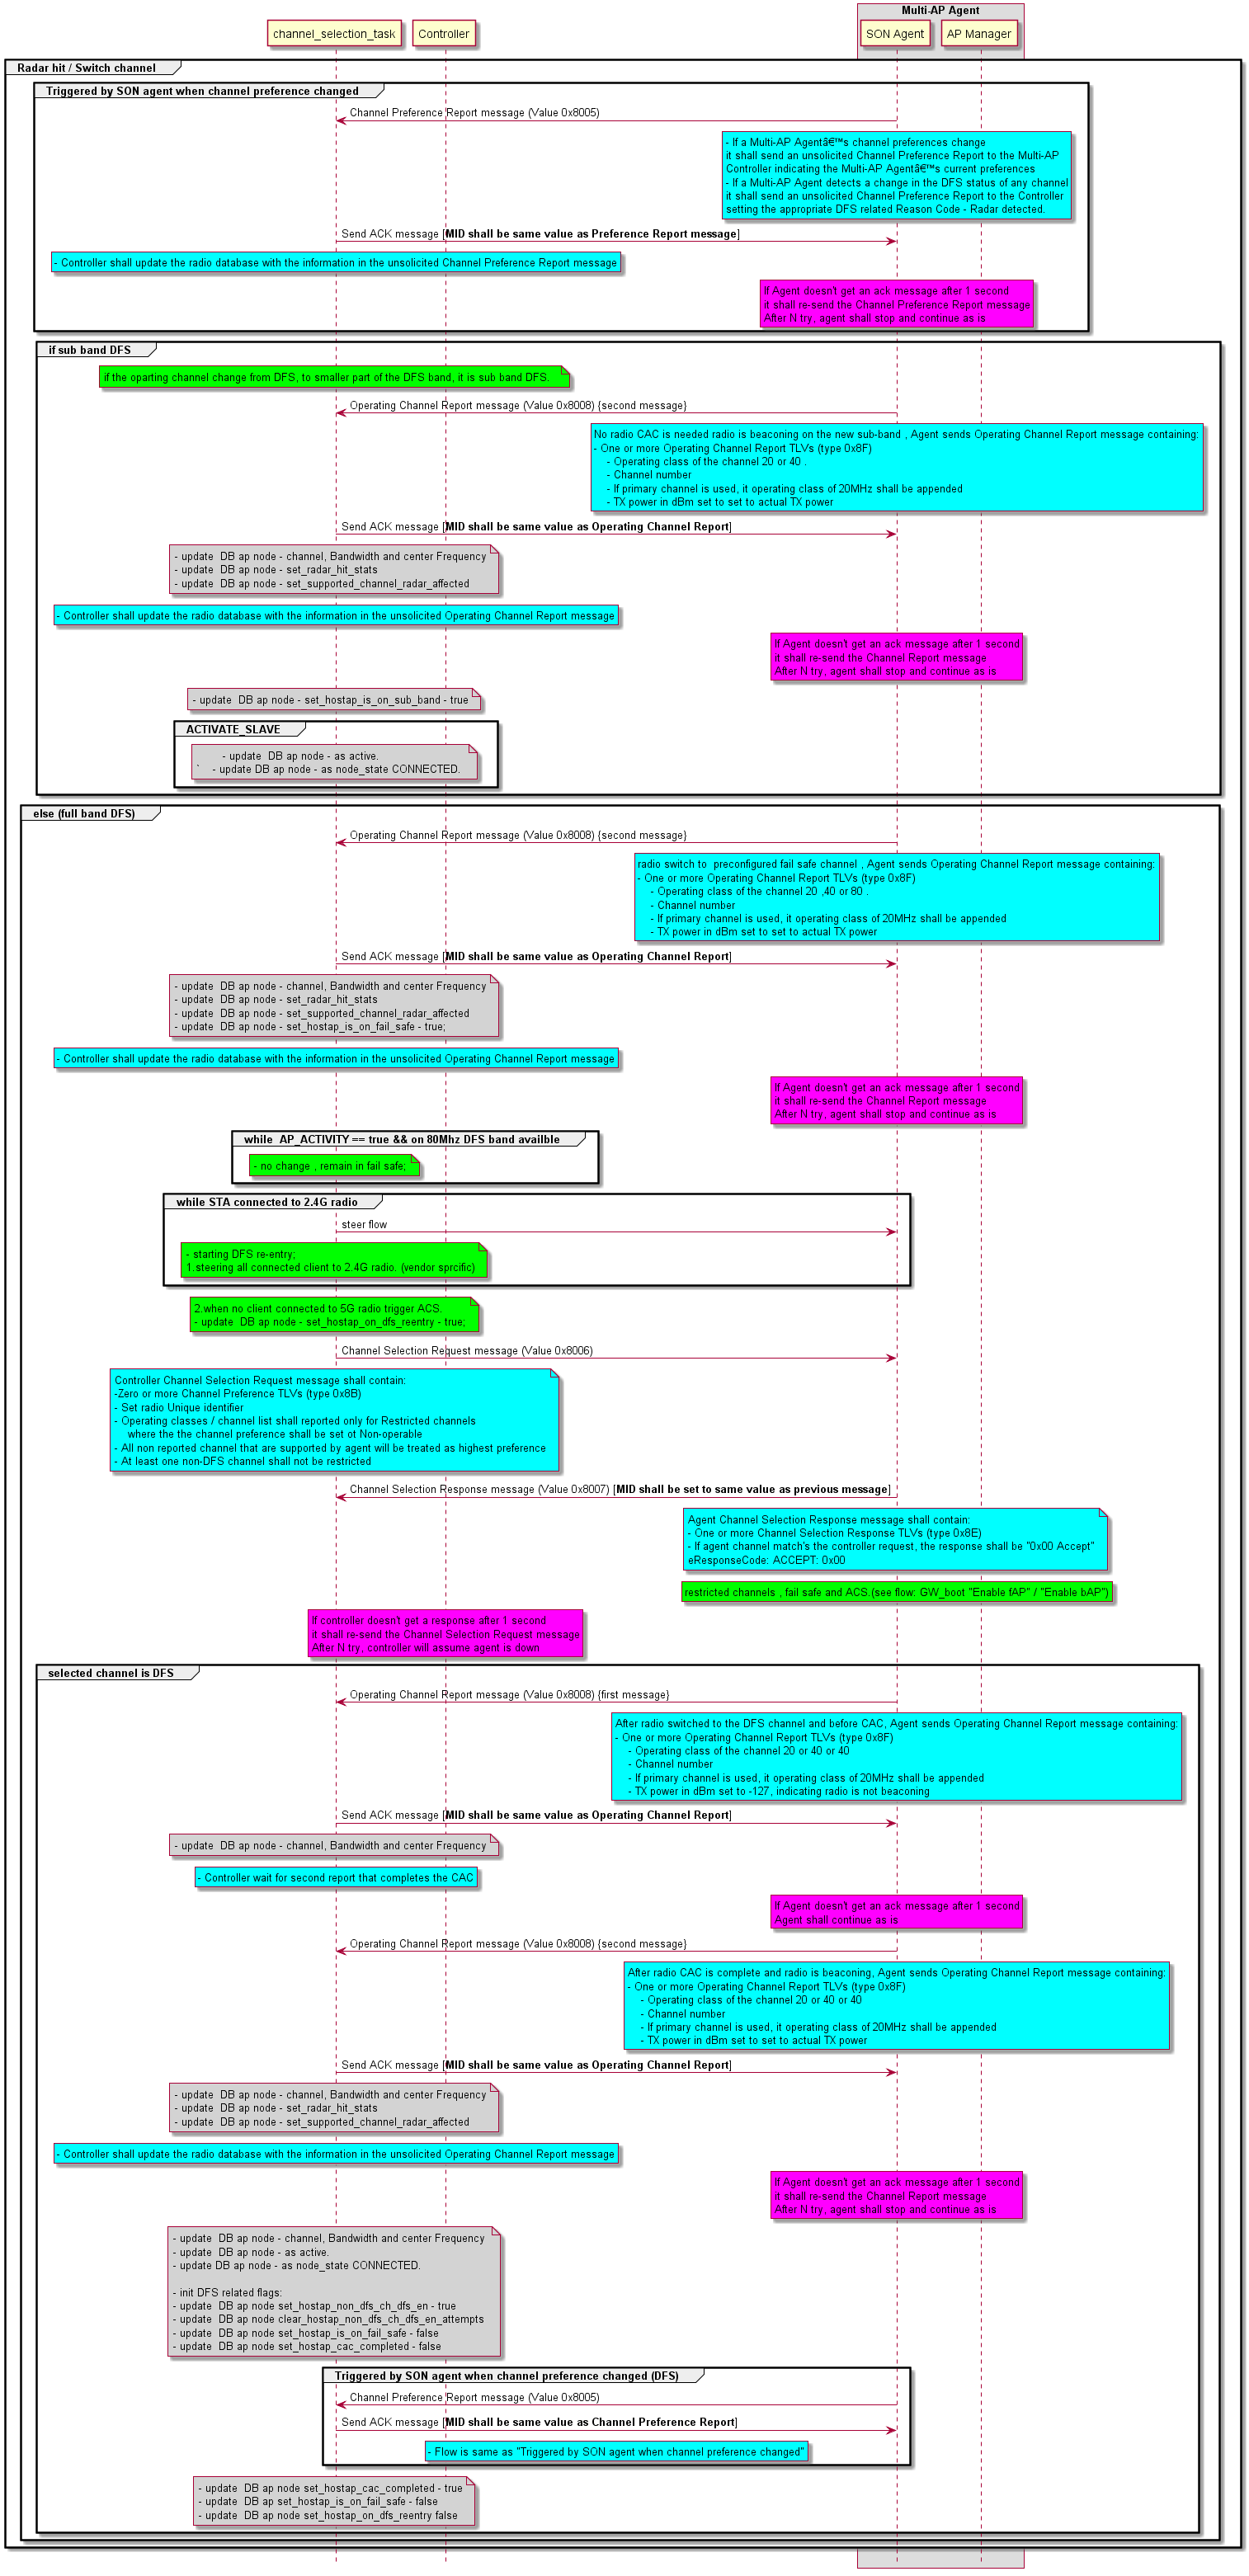 Multi-AP Agent
channel_selection_task
Controller
SON Agent
AP Manager
Radar hit / Switch channel
Triggered by SON agent when channel preference changed
Channel Preference Report message (Value 0x8005)
- If a Multi-AP Agentâ€™s channel preferences change
it shall send an unsolicited Channel Preference Report to the Multi-AP
Controller indicating the Multi-AP Agentâ€™s current preferences
- If a Multi-AP Agent detects a change in the DFS status of any channel
it shall send an unsolicited Channel Preference Report to the Controller
setting the appropriate DFS related Reason Code - Radar detected.
Send ACK message [MID shall be same value as Preference Report message]
- Controller shall update the radio database with the information in the unsolicited Channel Preference Report message
If Agent doesn't get an ack message after 1 second
it shall re-send the Channel Preference Report message
After N try, agent shall stop and continue as is
if sub band DFS
if the oparting channel change from DFS, to smaller part of the DFS band, it is sub band DFS.
Operating Channel Report message (Value 0x8008) {second message}
No radio CAC is needed radio is beaconing on the new sub-band , Agent sends Operating Channel Report message containing:
- One or more Operating Channel Report TLVs (type 0x8F)
- Operating class of the channel 20 or 40 .
- Channel number
- If primary channel is used, it operating class of 20MHz shall be appended
- TX power in dBm set to set to actual TX power
Send ACK message [MID shall be same value as Operating Channel Report]
- update  DB ap node - channel, Bandwidth and center Frequency
- update  DB ap node - set_radar_hit_stats
- update  DB ap node - set_supported_channel_radar_affected
- Controller shall update the radio database with the information in the unsolicited Operating Channel Report message
If Agent doesn't get an ack message after 1 second
it shall re-send the Channel Report message
After N try, agent shall stop and continue as is
- update  DB ap node - set_hostap_is_on_sub_band - true
ACTIVATE_SLAVE
- update  DB ap node - as active.
- update DB ap node - as node_state CONNECTED.
else (full band DFS)
Operating Channel Report message (Value 0x8008) {second message}
radio switch to  preconfigured fail safe channel , Agent sends Operating Channel Report message containing:
- One or more Operating Channel Report TLVs (type 0x8F)
- Operating class of the channel 20 ,40 or 80 .
- Channel number
- If primary channel is used, it operating class of 20MHz shall be appended
- TX power in dBm set to set to actual TX power
Send ACK message [MID shall be same value as Operating Channel Report]
- update  DB ap node - channel, Bandwidth and center Frequency
- update  DB ap node - set_radar_hit_stats
- update  DB ap node - set_supported_channel_radar_affected
- update  DB ap node - set_hostap_is_on_fail_safe - true;
- Controller shall update the radio database with the information in the unsolicited Operating Channel Report message
If Agent doesn't get an ack message after 1 second
it shall re-send the Channel Report message
After N try, agent shall stop and continue as is
while  AP_ACTIVITY == true && on 80Mhz DFS band availble
- no change , remain in fail safe;
while STA connected to 2.4G radio
steer flow
- starting DFS re-entry;
1.steering all connected client to 2.4G radio. (vendor sprcific)
2.when no client connected to 5G radio trigger ACS.
- update  DB ap node - set_hostap_on_dfs_reentry - true;
Channel Selection Request message (Value 0x8006)
Controller Channel Selection Request message shall contain:
-Zero or more Channel Preference TLVs (type 0x8B)
- Set radio Unique identifier
- Operating classes / channel list shall reported only for Restricted channels
where the the channel preference shall be set ot Non-operable
- All non reported channel that are supported by agent will be treated as highest preference
- At least one non-DFS channel shall not be restricted
Channel Selection Response message (Value 0x8007) [MID shall be set to same value as previous message]
Agent Channel Selection Response message shall contain:
- One or more Channel Selection Response TLVs (type 0x8E)
- If agent channel match's the controller request, the response shall be "0x00 Accept"
eResponseCode: ACCEPT: 0x00
restricted channels , fail safe and ACS.(see flow: GW_boot "Enable fAP" / "Enable bAP")
If controller doesn't get a response after 1 second
it shall re-send the Channel Selection Request message
After N try, controller will assume agent is down
selected channel is DFS
Operating Channel Report message (Value 0x8008) {first message}
After radio switched to the DFS channel and before CAC, Agent sends Operating Channel Report message containing:
- One or more Operating Channel Report TLVs (type 0x8F)
- Operating class of the channel 20 or 40 or 40
- Channel number
- If primary channel is used, it operating class of 20MHz shall be appended
- TX power in dBm set to -127, indicating radio is not beaconing
Send ACK message [MID shall be same value as Operating Channel Report]
- update  DB ap node - channel, Bandwidth and center Frequency
- Controller wait for second report that completes the CAC
If Agent doesn't get an ack message after 1 second
Agent shall continue as is
Operating Channel Report message (Value 0x8008) {second message}
After radio CAC is complete and radio is beaconing, Agent sends Operating Channel Report message containing:
- One or more Operating Channel Report TLVs (type 0x8F)
- Operating class of the channel 20 or 40 or 40
- Channel number
- If primary channel is used, it operating class of 20MHz shall be appended
- TX power in dBm set to set to actual TX power
Send ACK message [MID shall be same value as Operating Channel Report]
- update  DB ap node - channel, Bandwidth and center Frequency
- update  DB ap node - set_radar_hit_stats
- update  DB ap node - set_supported_channel_radar_affected
- Controller shall update the radio database with the information in the unsolicited Operating Channel Report message
If Agent doesn't get an ack message after 1 second
it shall re-send the Channel Report message
After N try, agent shall stop and continue as is
- update  DB ap node - channel, Bandwidth and center Frequency
- update  DB ap node - as active.
- update DB ap node - as node_state CONNECTED.
- init DFS related flags:
- update  DB ap node set_hostap_non_dfs_ch_dfs_en - true
- update  DB ap node clear_hostap_non_dfs_ch_dfs_en_attempts
- update  DB ap node set_hostap_is_on_fail_safe - false
- update  DB ap node set_hostap_cac_completed - false
Triggered by SON agent when channel preference changed (DFS)
Channel Preference Report message (Value 0x8005)
Send ACK message [MID shall be same value as Channel Preference Report]
- Flow is same as "Triggered by SON agent when channel preference changed"
- update  DB ap node set_hostap_cac_completed - true
- update  DB ap set_hostap_is_on_fail_safe - false
- update  DB ap node set_hostap_on_dfs_reentry false